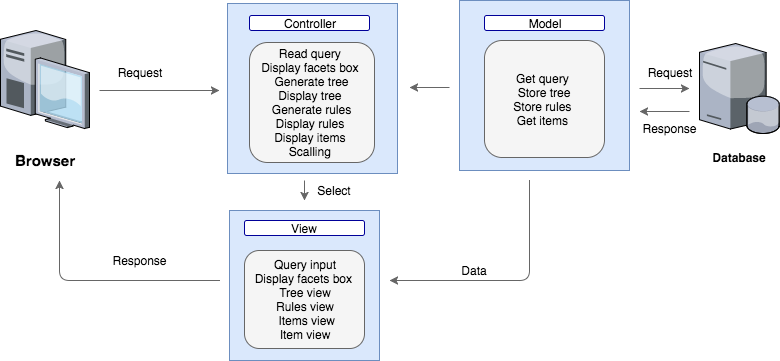 Controller
Model
Read query
Display facets box
Generate tree
Display tree
Generate rules
Display rules
Display items
Scalling
Get query
Store tree
Store rules
Get items
Request
Request
Response
Browser
Database
Select
View
Query input
Display facets box
Tree view
Rules view
Items view
Item view
Response
Data